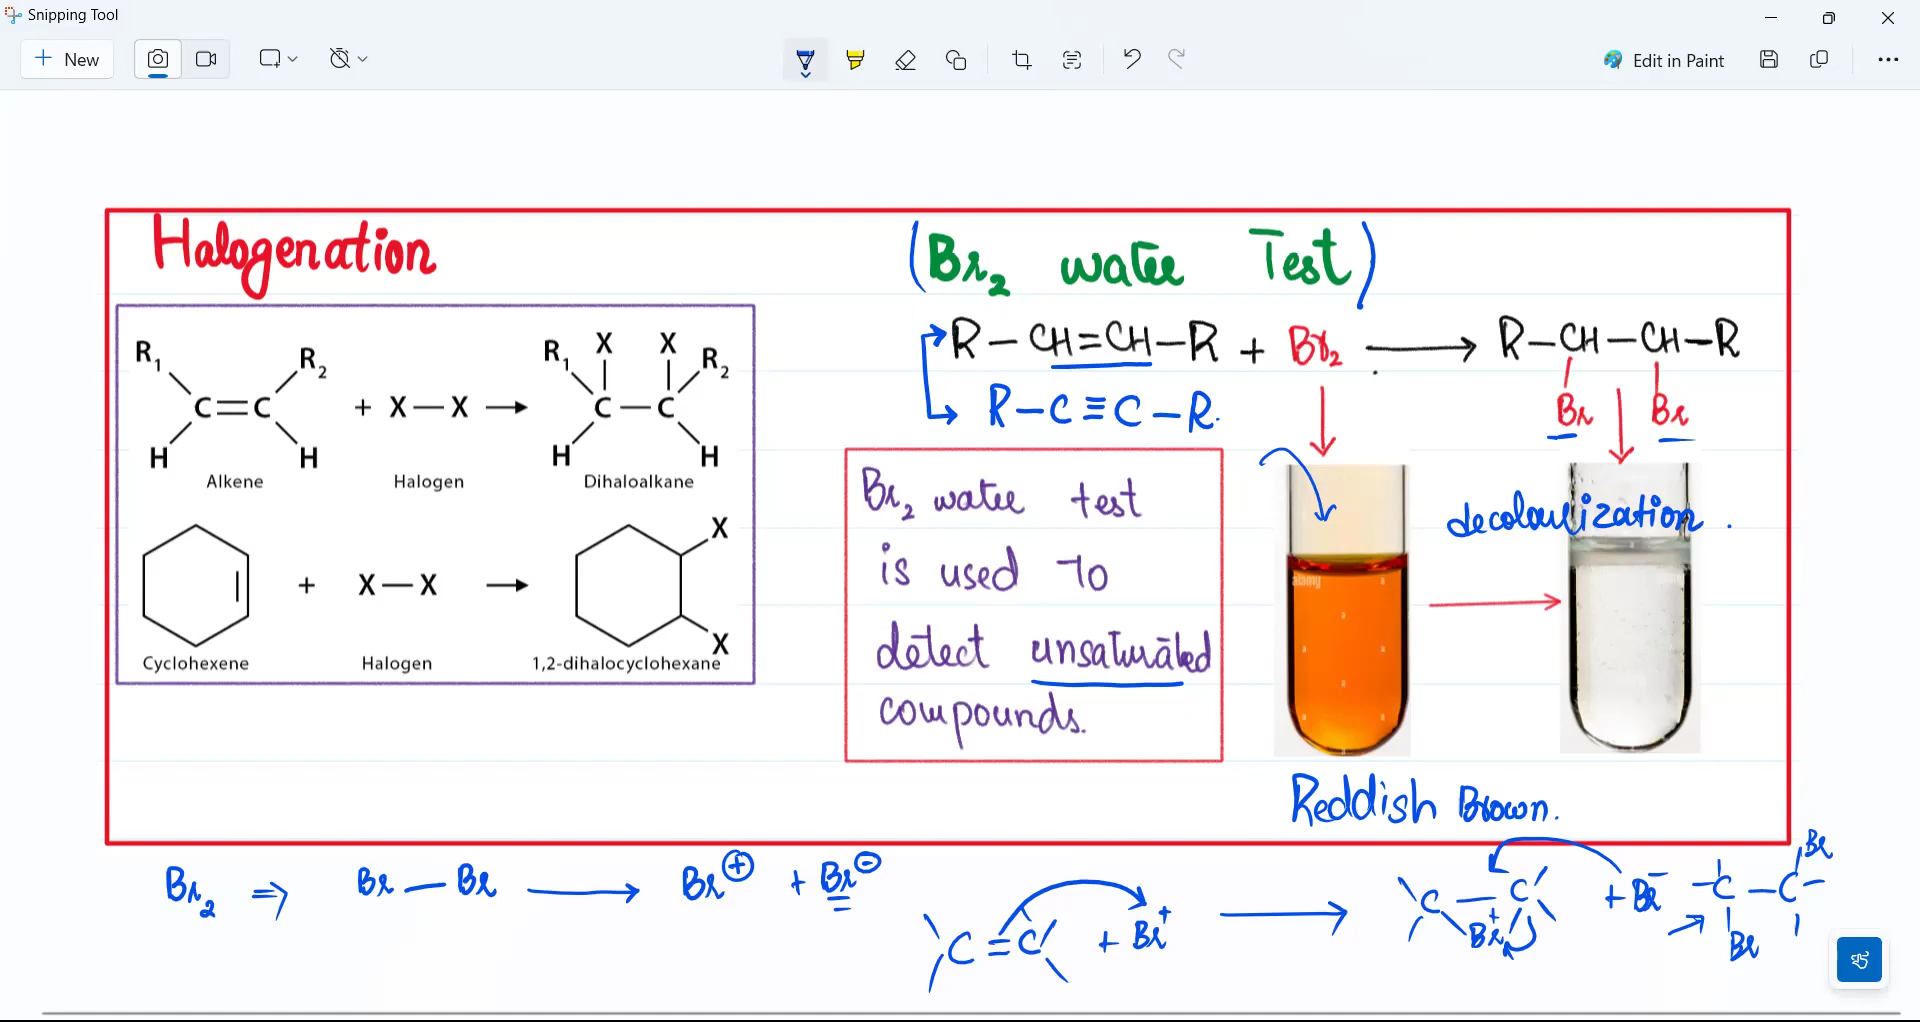 Snipping Tool
New
Edit in Paint
Halogenation
(Br₂ water Test)
R₁ R₂ H H C=C + X—X → R₁ X X R₂ C—C H H
Alkene Halogen Dihaloalkane
+ X—X → X X
Cyclohexene Halogen 1,2-dihalocyclohexane
R—CH=CH—R + Br₂ → R—CH—CH—R
Br Br
R—C≡C—R.
Br₂ water test
is used to
detect unsaturated
compounds.
alamy
a
decolourization.
Reddish Brown.
Br₂ ⇒ Br—Br → Br⊕ + Br⊖
C=C + Br⁺ → C—C Br⁺ + Br⁻ → C—C Br Br